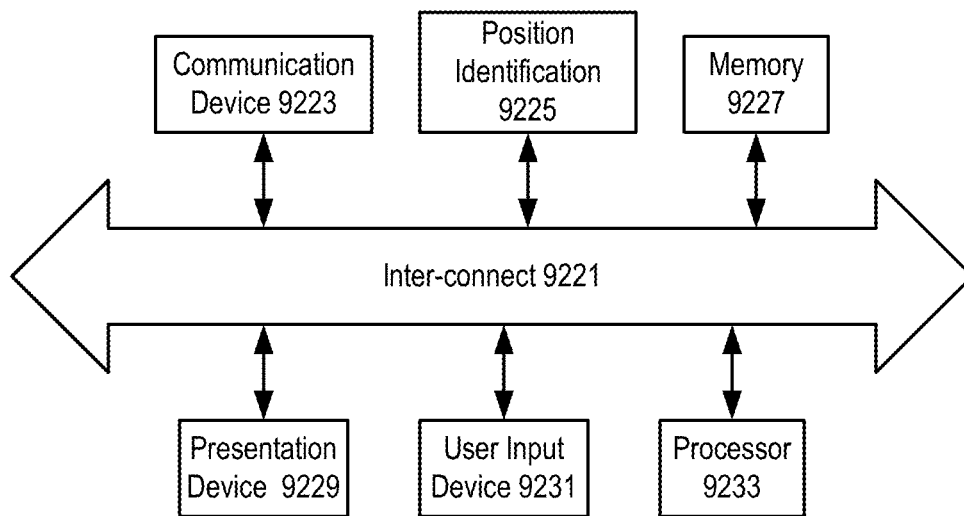 Communication
Device 9223
Position
Identification
9225
Memory
9227
Inter-connect 9221
Presentation
Device 9229
User Input
Device 9231
Processor
9233